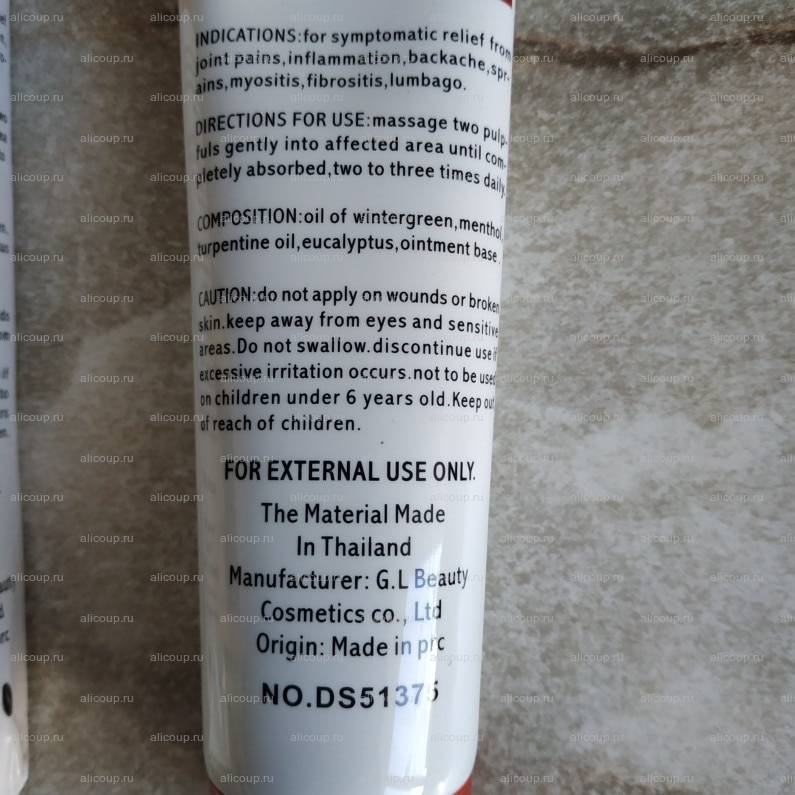 INDICATIONS:for symptomatic relief from
joint pains,inflammation,backache,spr-
ains,myositis,fibrositis,lumbago.
DIRECTIONS FOR USE:massage two pulp-
fuls gently into affected area until com-
pletely absorbed,two to three times daily.
COMPOSITION:oil of wintergreen,menthol
turpentine oil,eucalyptus,ointment base.
CAUTION:do not apply on wounds or broken
skin.keep away from eyes and sensitive
areas.Do not swallow.discontinue use if
excessive irritation occurs.not to be used
on children under 6 years old.Keep out
of reach of children.
FOR EXTERNAL USE ONLY.
The Material Made
In Thailand
Manufacturer: G.L Beauty
Cosmetics co., Ltd
Origin: Made in prc
NO.DS51375
alicoup.ru